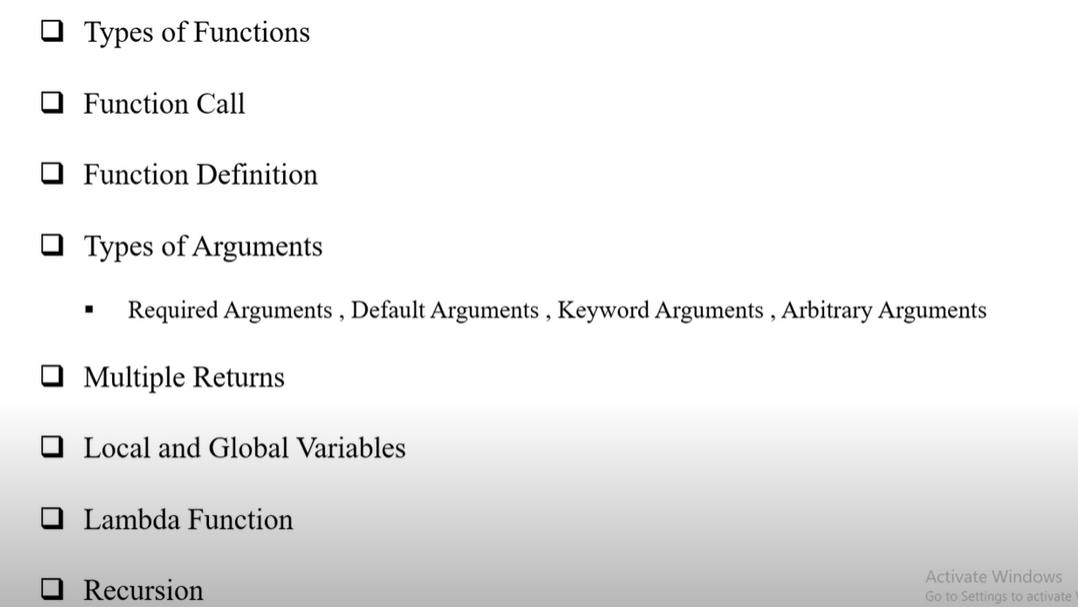 Types of Functions
Function Call
Function Definition
Types of Arguments
Required Arguments , Default Arguments , Keyword Arguments , Arbitrary Arguments
Multiple Returns
Local and Global Variables
Lambda Function
Recursion
Activate Windows
Go to Settings to activate